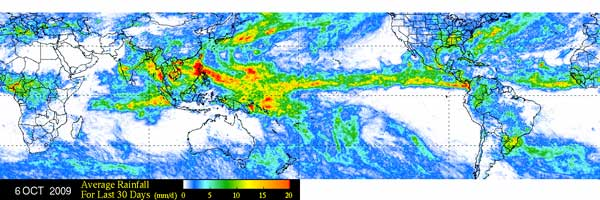 6 OCT 2009
Average Rainfall
For Last 30 Days (mm/d)
0 5 10 15 20